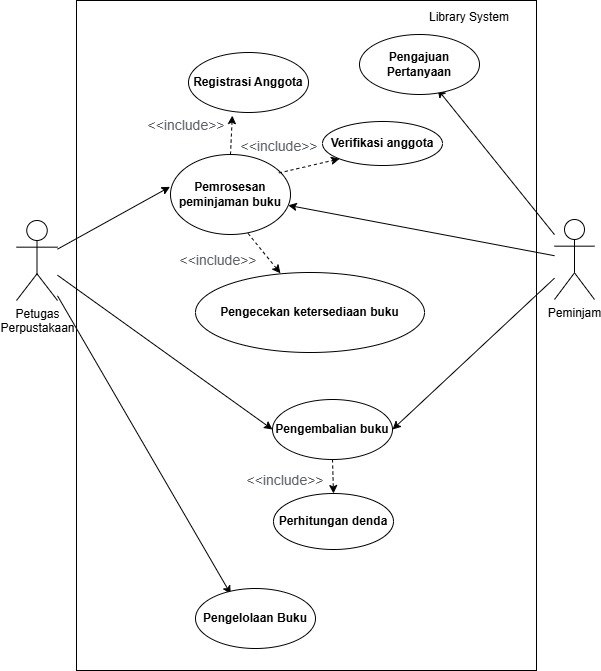 Library System
Pengajuan
Pertanyaan
Registrasi Anggota
<<include>>
<<include>>
Verifikasi anggota
Pemrosesan
peminjaman buku
<<include>>
Petugas
Perpustakaan
Peminjam
Pengecekan ketersediaan buku
Pengembalian buku
<<include>>
Perhitungan denda
Pengelolaan Buku